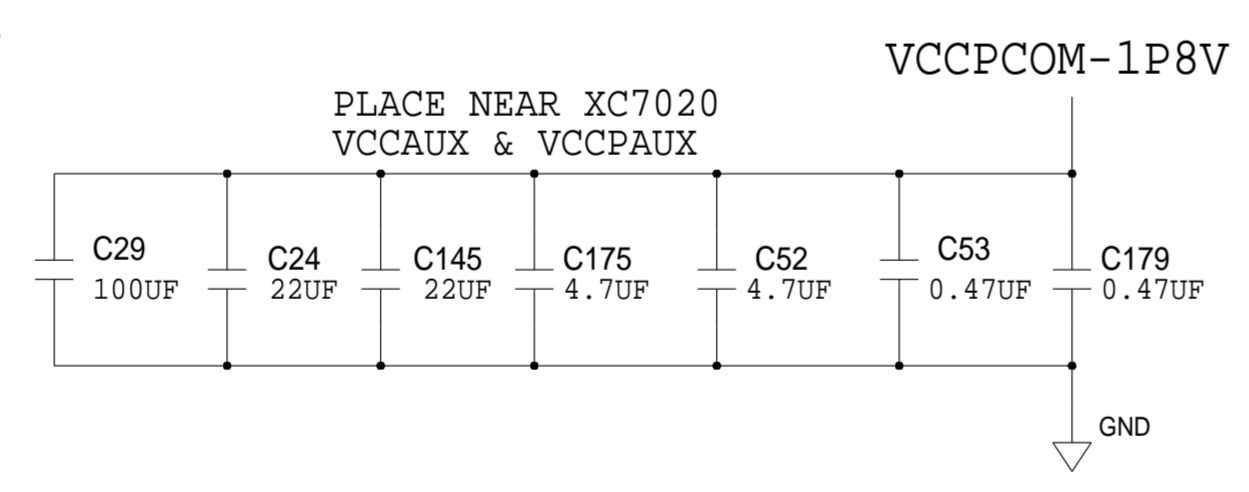 VCCPCOM-1P8V
PLACE NEAR XC7020
VCCAUX & VCCPAUX
C29
100UF
C24
22UF
C145
22UF
C175
4.7UF
C52
4.7UF
C53
0.47UF
C179
0.47UF
GND